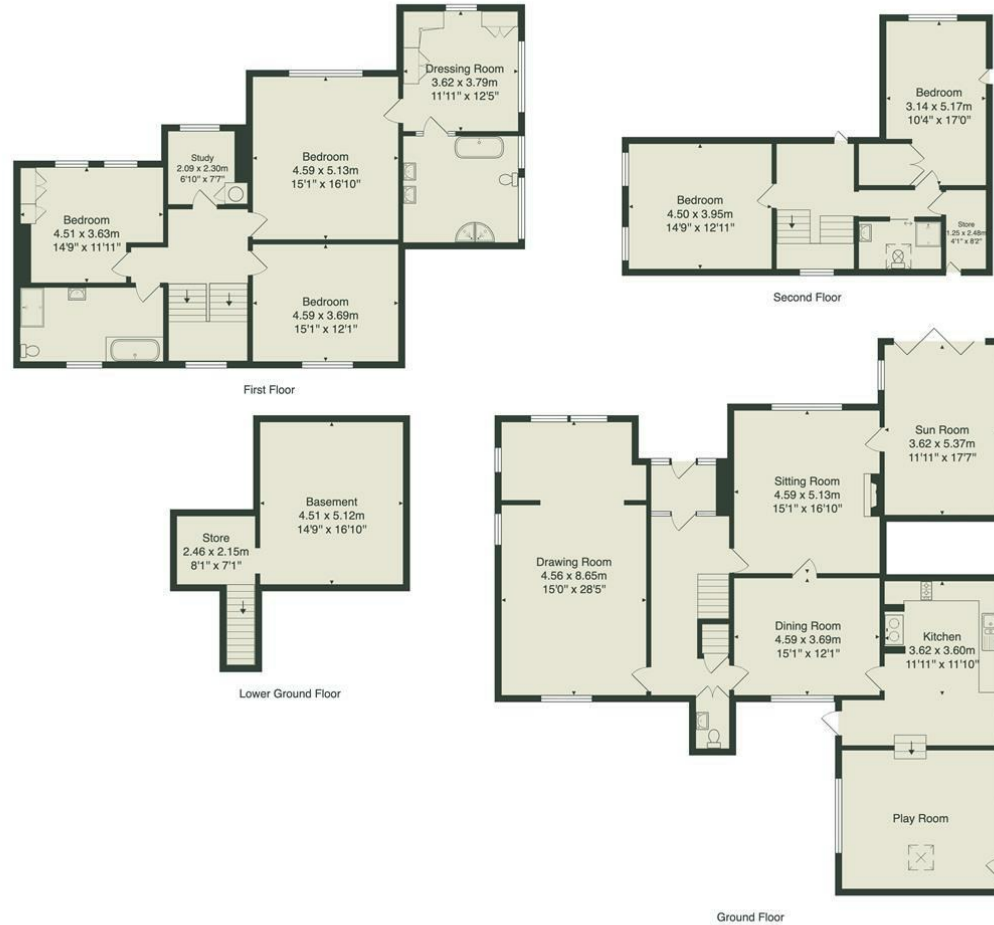 Dressing Room
3.62 x 3.79m
11'11" x 12'5"
Bedroom
4.59 x 5.13m
15'1" x 16'10"
Study
2.09 x 2.30m
6'10" x 7'7"
Bedroom
4.51 x 3.63m
14'9" x 11'11"
Bedroom
4.59 x 3.69m
15'1" x 12'1"
First Floor
Bedroom
3.14 x 5.17m
10'4" x 17'0"
Bedroom
4.50 x 3.95m
14'9" x 12'11"
Store
1.25 x 2.48m
4'1" x 8'2"
Second Floor
Basement
4.51 x 5.12m
14'9" x 16'10"
Store
2.46 x 2.15m
8'1" x 7'1"
Lower Ground Floor
Sun Room
3.62 x 5.37m
11'11" x 17'7"
Sitting Room
4.59 x 5.13m
15'1" x 16'10"
Drawing Room
4.56 x 8.65m
15'0" x 28'5"
Dining Room
4.59 x 3.69m
15'1" x 12'1"
Kitchen
3.62 x 3.60m
11'11" x 11'10"
Play Room
Ground Floor